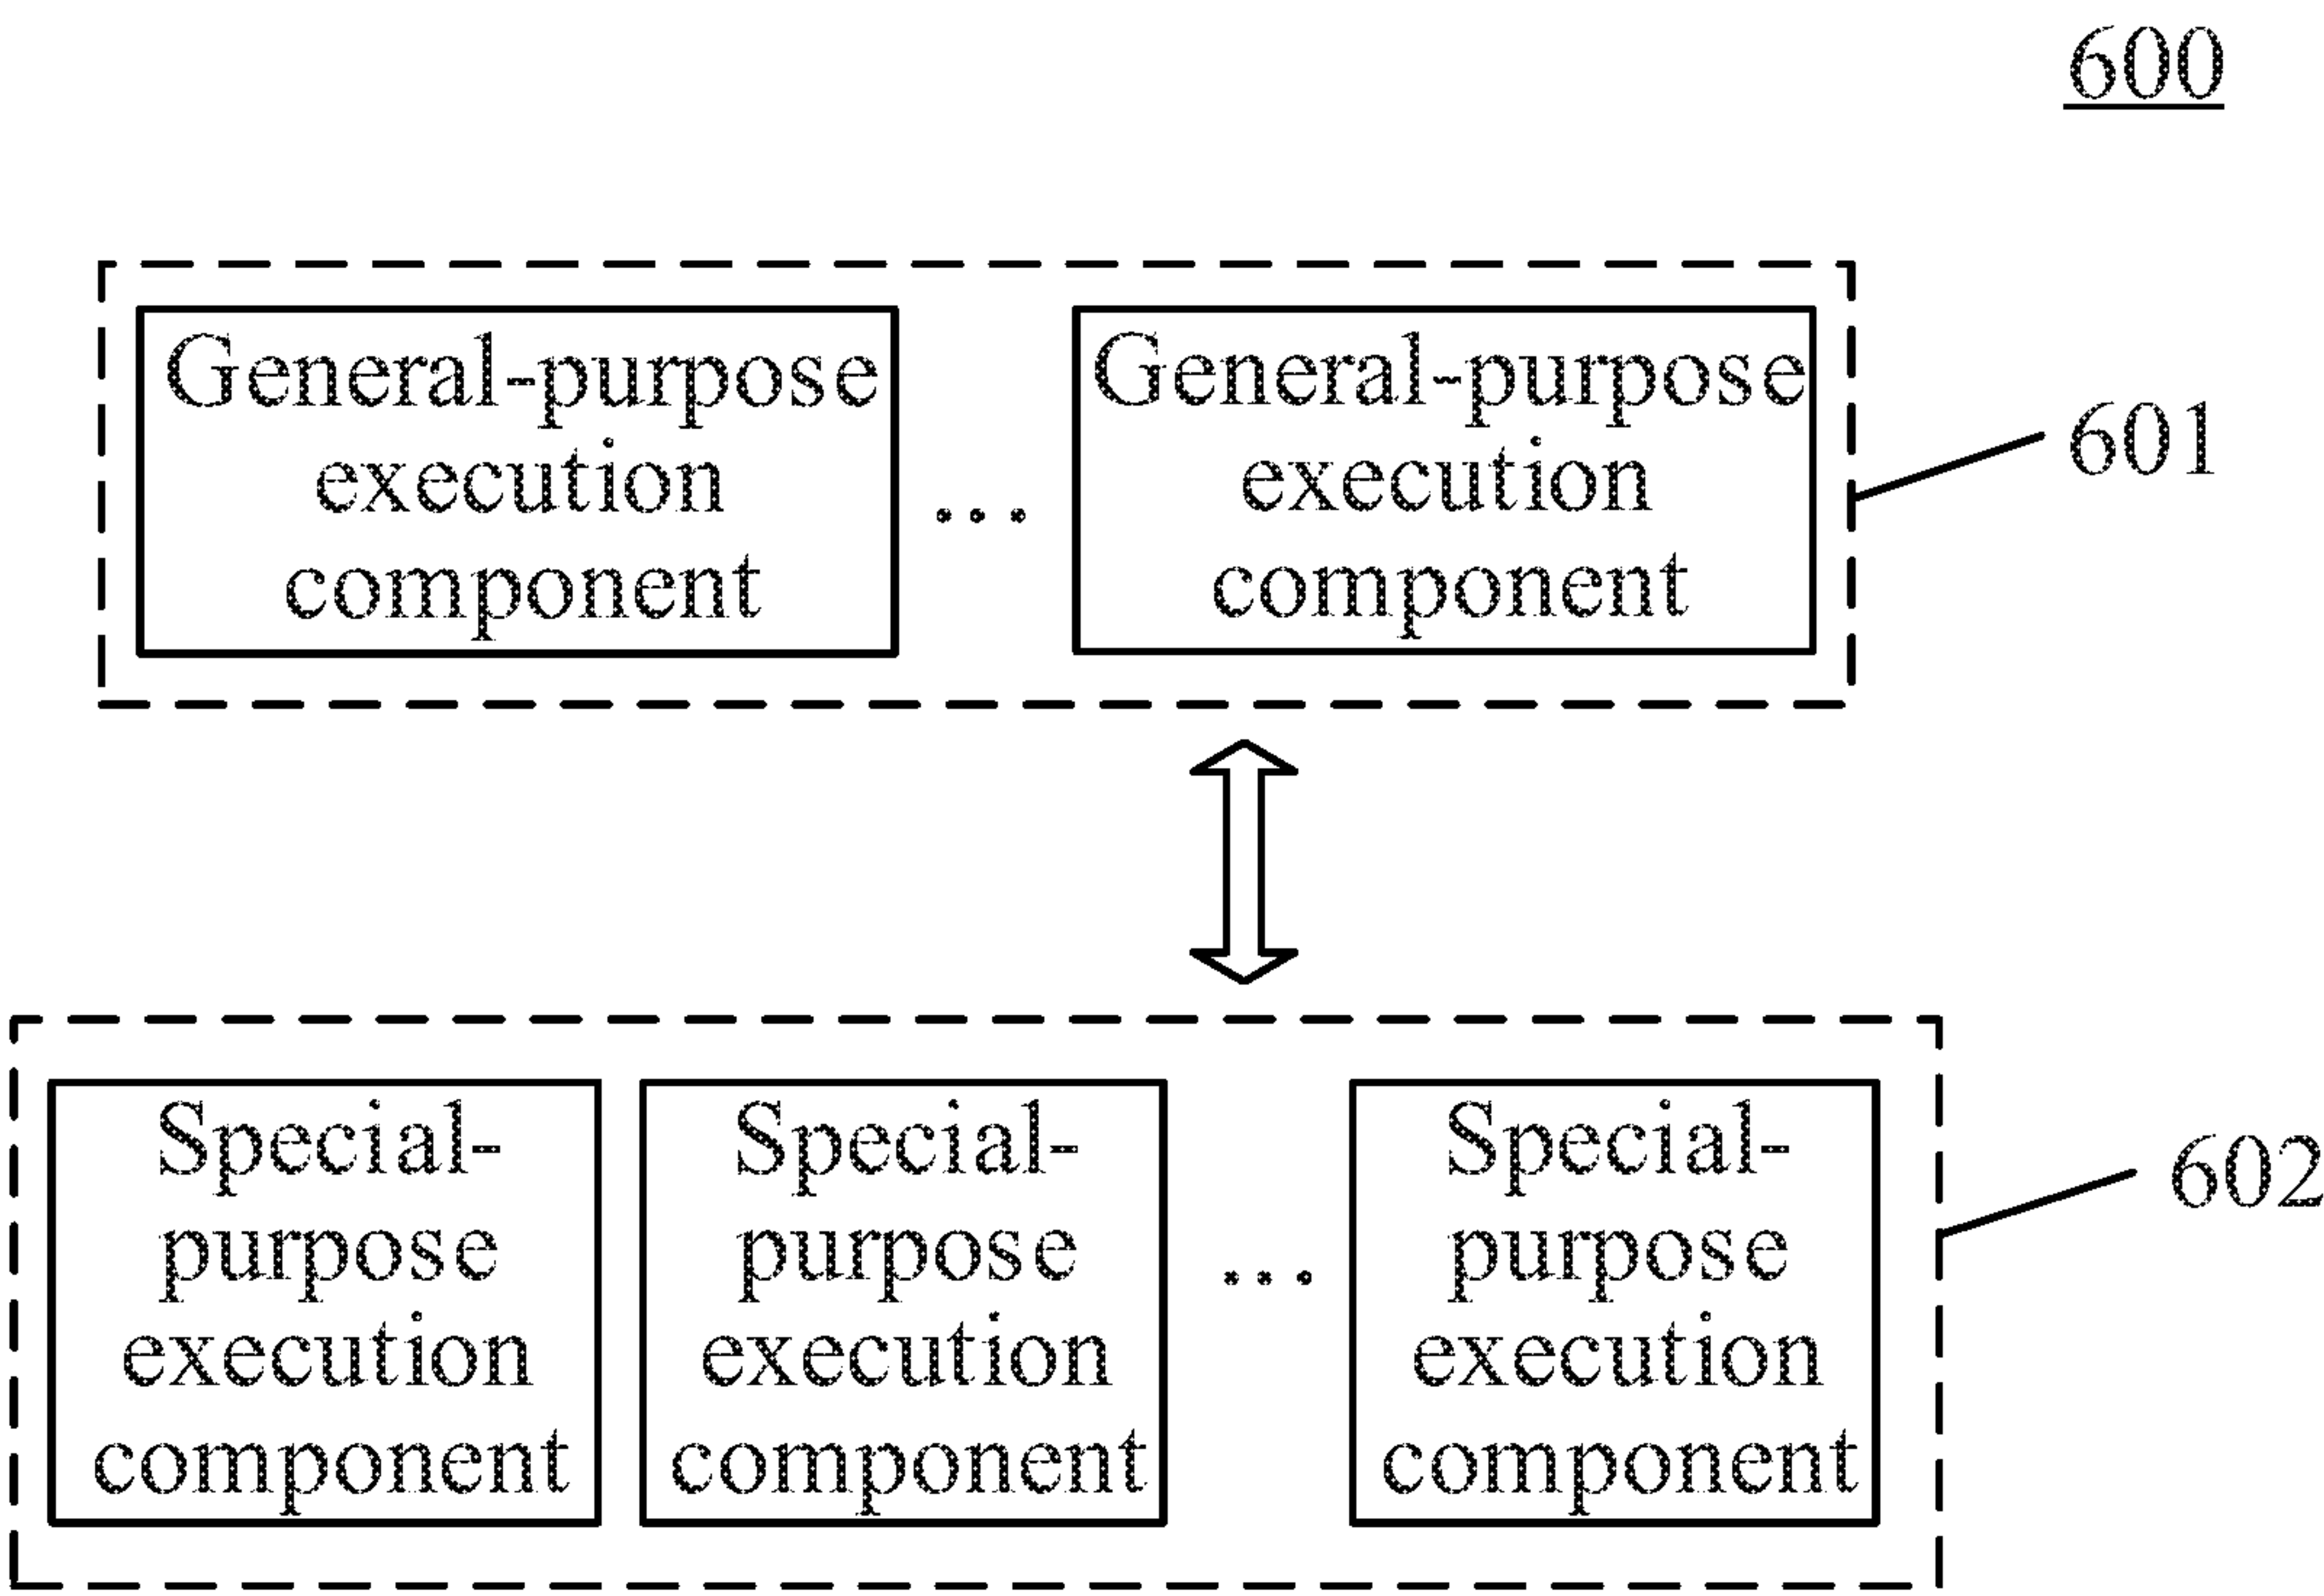 600
General-purpose
execution
component
...
General-purpose
execution
component
601
Special-
purpose
execution
component
Special-
purpose
execution
component
...
Special-
purpose
execution
component
602